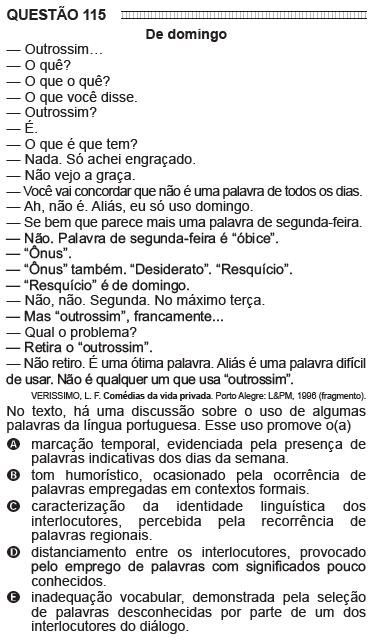 QUESTÃO 115
De domingo
— Outrossim...
— O quê?
— O que o quê?
— O que você disse.
— Outrossim?
— É.
— O que é que tem?
— Nada. Só achei engraçado.
— Não vejo a graça.
— Você vai concordar que não é uma palavra de todos os dias.
— Ah, não é. Aliás, eu só uso domingo.
— Se bem que parece mais uma palavra de segunda-feira.
— Não. Palavra de segunda-feira é “óbice”.
— “Ônus”.
— “Ônus” também. “Desiderato”. “Resquício”.
— “Resquício” é de domingo.
— Não, não. Segunda. No máximo terça.
— Mas “outrossim”, francamente...
— Qual o problema?
— Retira o “outrossim”.
— Não retiro. É uma ótima palavra. Aliás é uma palavra difícil
de usar. Não é qualquer um que usa “outrossim”.
VERISSIMO, L. F. Comédias da vida privada. Porto Alegre: L&PM, 1996 (fragmento).
No texto, há uma discussão sobre o uso de algumas
palavras da língua portuguesa. Esse uso promove o(a)
A marcação temporal, evidenciada pela presença de
palavras indicativas dos dias da semana.
B tom humorístico, ocasionado pela ocorrência de
palavras empregadas em contextos formais.
C caracterização da identidade linguística dos
interlocutores, percebida pela recorrência de
palavras regionais.
D distanciamento entre os interlocutores, provocado
pelo emprego de palavras com significados pouco
conhecidos.
E inadequação vocabular, demonstrada pela seleção
de palavras desconhecidas por parte de um dos
interlocutores do diálogo.